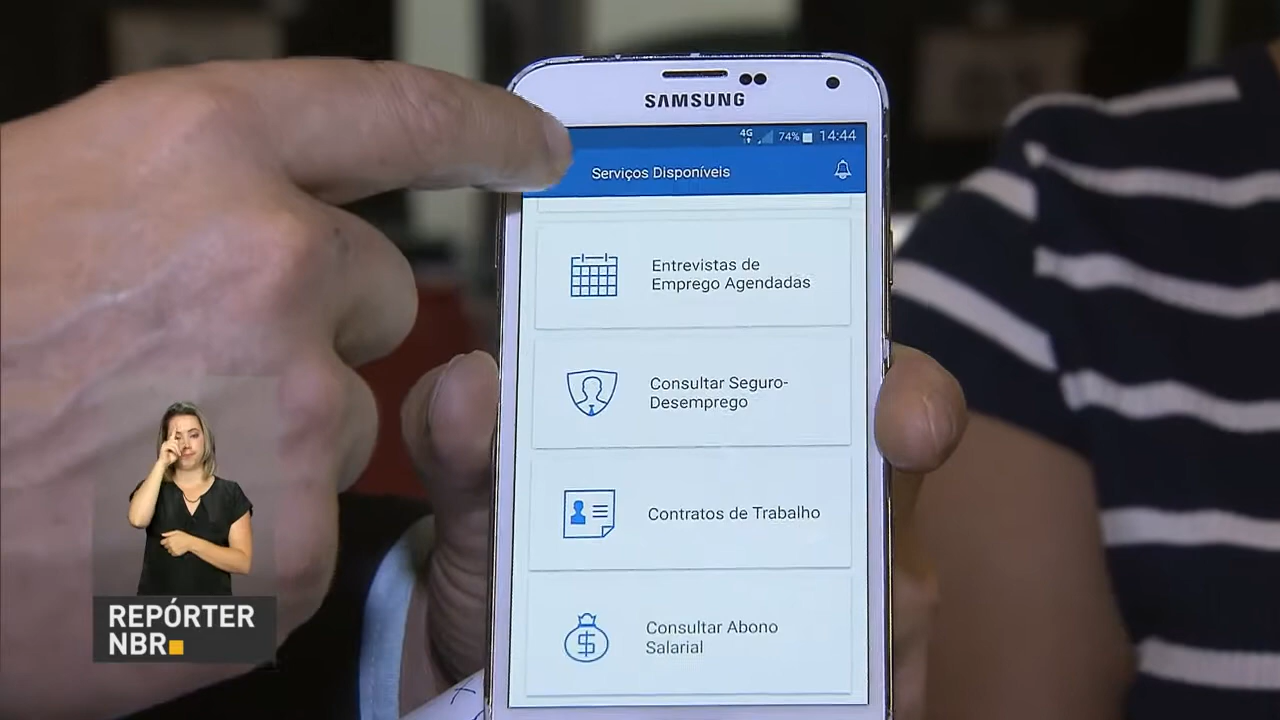 SAMSUNG
4G 74% 14:44
Serviços Disponíveis
Entrevistas de
Emprego Agendadas
Consultar Seguro-
Desemprego
Contratos de Trabalho
Consultar Abono
Salarial
REPÓRTER
NBR